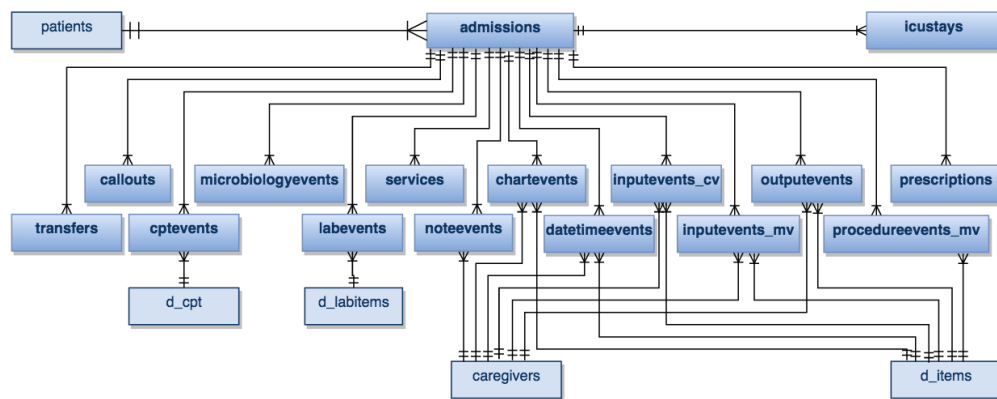 patients
admissions
icustays
callouts
microbiologyevents
services
chartevents
inputevents_cv
outputevents
prescriptions
transfers
cptevents
labevents
noteevents
datetimeevents
inputevents_mv
procedureevents_mv
d_cpt
d_labitems
caregivers
d_items